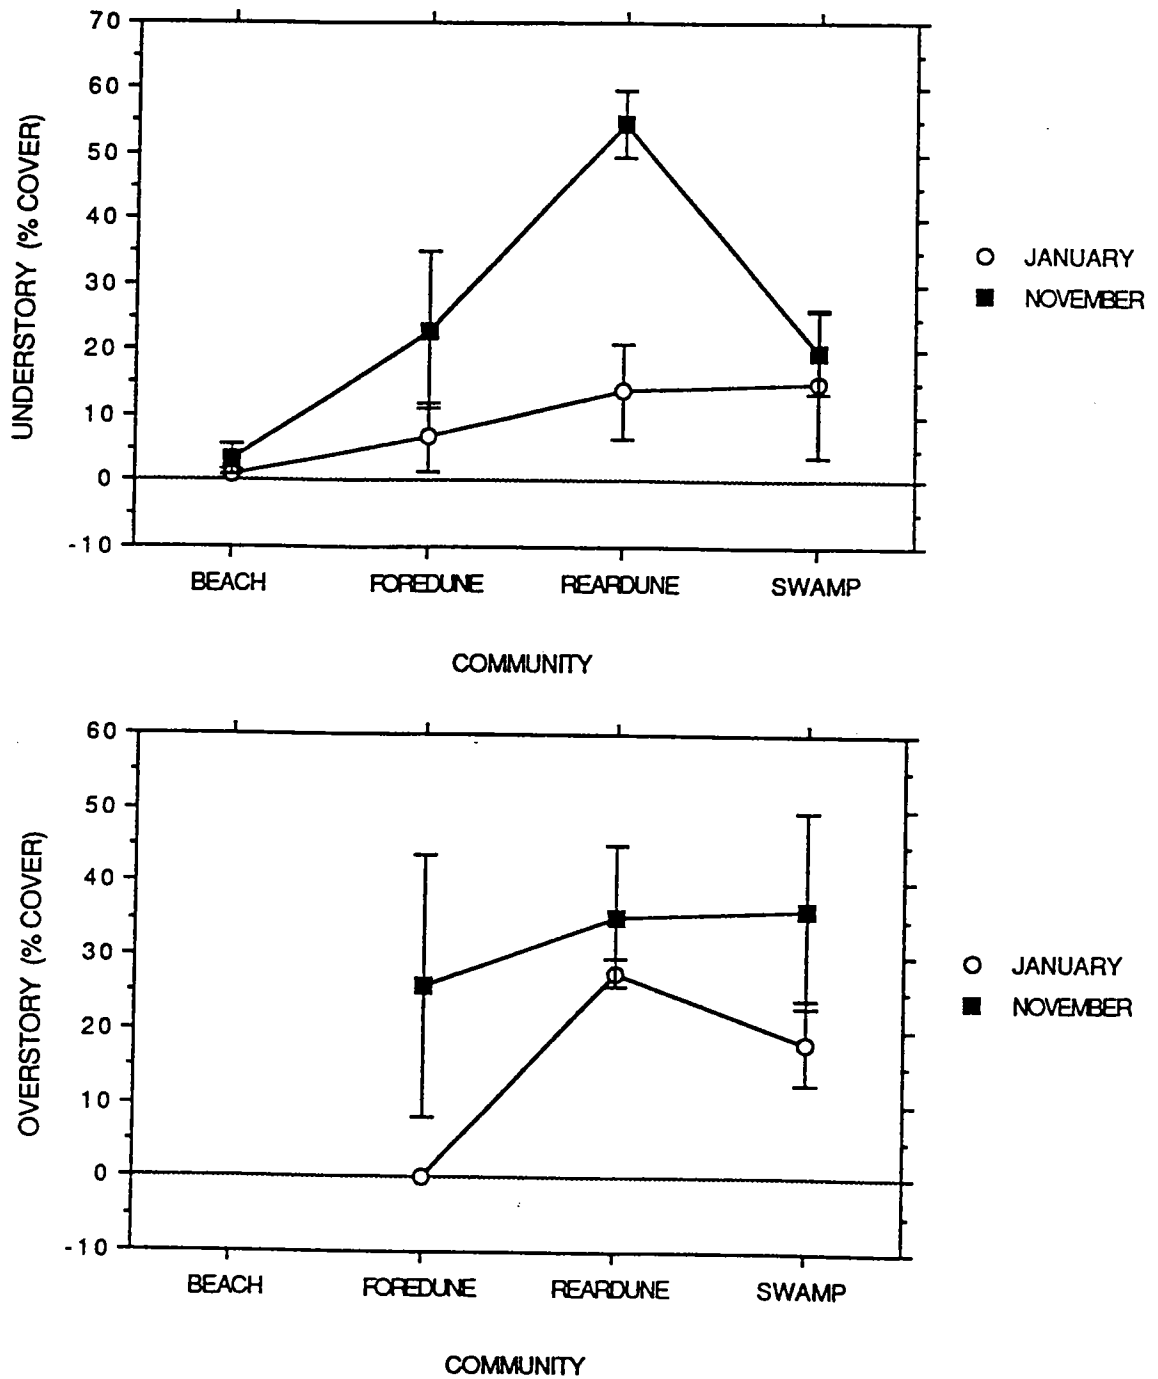 70
60
50
40
30
20
10
0
-10
UNDERSTORY (% COVER)
BEACH FOREDUNE REARDUNE SWAMP
COMMUNITY
JANUARY
NOVEMBER
60
50
40
30
20
10
0
-10
OVERSTORY (% COVER)
BEACH FOREDUNE REARDUNE SWAMP
COMMUNITY
JANUARY
NOVEMBER